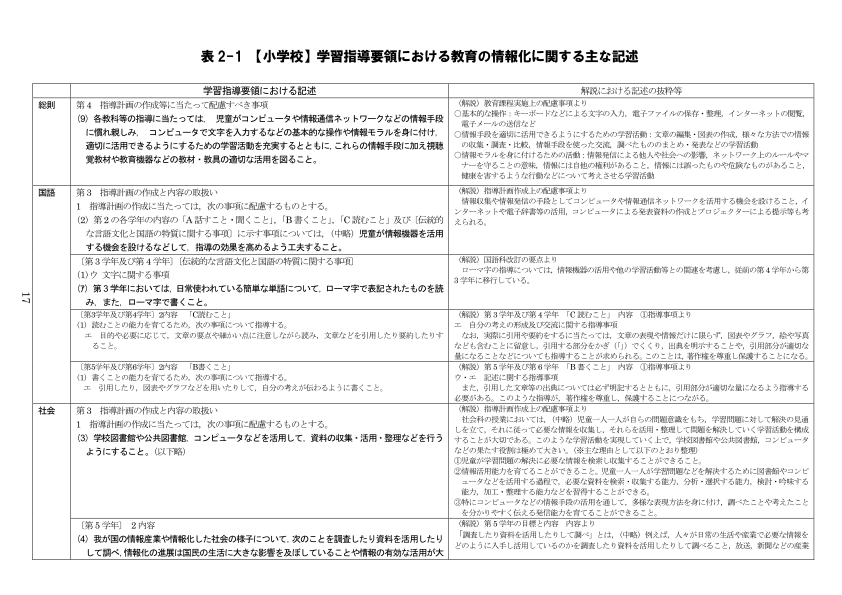 表2-1 【小学校】学習指導要領における教育の情報化に関する主な記述
学習指導要領における記述
解説における記述の抜粋等
総則
第4 指導計画の作成等に当たって配慮すべき事項
(9) 各教科等の指導に当たっては，児童がコンピュータや情報通信ネットワークなどの情報手段
に慣れ親しみ，コンピュータで文字を入力するなどの基本的な操作や情報モラルを身に付け，
適切に活用できるようにするための学習活動を充実するとともに，これらの情報手段に加え視聴
覚教材や教育機器などの教材・教具の適切な活用を図ること。
（解説）教育課程実施上の配慮事項より
○基本的な操作：キーボードなどによる文字の入力，電子ファイルの保存・整理，インターネットの閲覧，
電子メールの送信など
○情報手段を適切に活用できるようにするための学習活動：文章の編集・図表の作成，様々な方法での情報
の収集・調査・比較，情報手段を使った交流，調べたもののまとめ・発表などの学習活動
○情報モラルを身に付けるための活動：情報発信による他人や社会への影響，ネットワーク上のルールやマ
ナーを守ることの意味，情報には自他の権利があること，情報には誤ったものや危険なものがあること，
健康を害するような行動などについて考えさせる学習活動
国語
第3 指導計画の作成と内容の取扱い
1 指導計画の作成に当たっては，次の事項に配慮するものとする。
(2) 第2の各学年の内容の「A話すこと・聞くこと」，「B書くこと」，「C読むこと」及び〔伝統的
な言語文化と国語の特質に関する事項〕に示す事項については，（中略）児童が情報機器を活用
する機会を設けるなどして，指導の効果を高めるよう工夫すること。
（解説）指導計画作成上の配慮事項より
情報収集や情報発信の手段としてコンピュータや情報通信ネットワークを活用する機会を設けること，イ
ンターネットや電子辞書等の活用，コンピュータによる発表資料の作成とプロジェクターによる提示等も考
えられる。
〔第3学年及び第4学年〕〔伝統的な言語文化と国語の特質に関する事項〕
(1)ウ 文字に関する事項
(ｱ) 第3学年においては，日常使われている簡単な単語について，ローマ字で表記されたものを読
み，また，ローマ字で書くこと。
（解説）国語科改訂の要点より
ローマ字の指導については，情報機器の活用や他の学習活動等との関連を考慮し，従前の第4学年から第
3学年に移行している。
〔第3学年及び第4学年〕2内容 「C読むこと」
(1) 読むことの能力を育てるため，次の事項について指導する。
エ 目的や必要に応じて，文章の要点や細かい点に注意しながら読み，文章などを引用したり要約したりす
ること。
（解説）第3学年及び第4学年 「C読むこと」 内容 ①指導事項より
エ 自分の考えの形成及び交流に関する指導事項
なお，実際に引用や要約をするに当たっては，文章の表現や情報だけに限らず，図表やグラフ，絵や写真
なども含むことに留意し，引用する部分をかぎ（「」）でくくり，出典を明示することや，引用部分が適切な
量になることなどについても指導することが求められる。このことは，著作権を尊重し保護することになる。
〔第5学年及び第6学年〕2内容 「B書くこと」
(1) 書くことの能力を育てるため，次の事項について指導する。
エ 引用したり，図表やグラフなどを用いたりして，自分の考えが伝わるように書くこと。
（解説）第5学年及び第6学年 「B書くこと」 内容 ①指導事項より
ウ・エ 記述に関する指導事項
また，引用した文章等の出典については必ず明記するとともに，引用部分が適切な量になるよう指導する
必要がある。このような指導が，著作権を尊重し，保護することにつながる。
社会
第3 指導計画の作成と内容の取扱い
1 指導計画の作成に当たっては，次の事項に配慮するものとする。
(3) 学校図書館や公共図書館，コンピュータなどを活用して，資料の収集・活用・整理などを行う
ようにすること。（以下略）
（解説）指導計画作成上の配慮事項より
社会科の授業においては，（中略）児童一人一人が自らの問題意識をもち，学習問題に対して解決の見通
しを立て，それに従って必要な情報を収集し，それらを活用・整理して問題を解決していく学習活動を構成
することが大切である。このような学習活動を実現していく上で，学校図書館や公共図書館，コンピュータ
などの果たす役割は極めて大きい。（※主な理由として以下のとおり整理）
①児童が学習問題の解決に必要な情報を検索し収集することができること。
②情報活用能力を育てることができること。児童一人一人が学習問題などを解決するために図書館やコンピ
ュータなどを活用する過程で，必要な資料を検索・収集する能力，分析・選択する能力，検討・吟味する
能力，加工・整理する能力などを習得することができる。
③特にコンピュータなどの情報手段の活用を通して，多様な表現方法を身に付け，調べたことや考えたこと
を分かりやすく伝える発信能力を育てることができること。
〔第5学年〕 2内容
(4) 我が国の情報産業や情報化した社会の様子について，次のことを調査したり資料を活用したり
して調べ，情報化の進展は国民の生活に大きな影響を及ぼしていることや情報の有効な活用が大
（解説）第5学年の目標と内容 内容より
「調査したり資料を活用したりして調べ」とは，（中略）例えば，人々が日常の生活や産業で必要な情報を
どのように入手し活用しているのかを調査したり資料を活用したりして調べること，放送，新聞などの産業
17